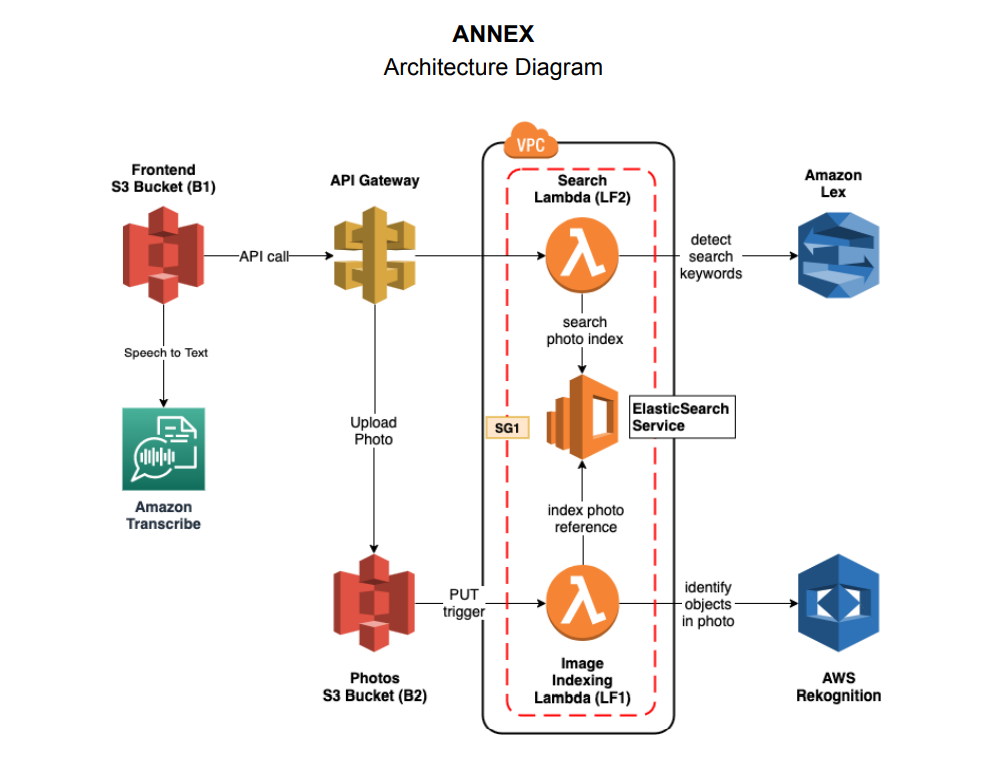 ANNEX
Architecture Diagram
VPC
Frontend
S3 Bucket (B1)
API Gateway
Search
Lambda (LF2)
Amazon
Lex
API call
detect
search
keywords
search
photo index
Speech to Text
Upload
Photo
SG1
ElasticSearch
Service
Amazon
Transcribe
index photo
reference
PUT
trigger
identify
objects
in photo
Photos
S3 Bucket (B2)
Image
Indexing
Lambda (LF1)
AWS
Rekognition